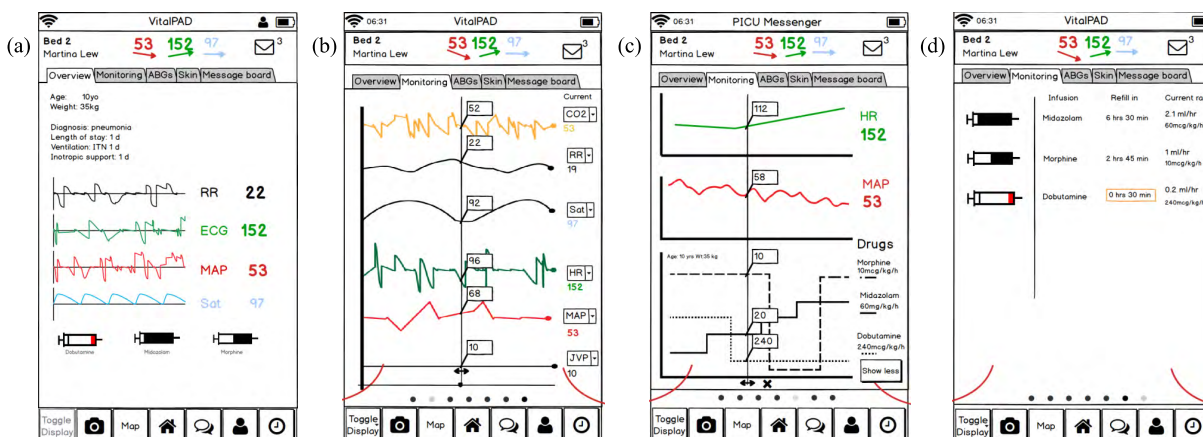 (a)
VitalPAD
Bed 2
Martina Lew
53 152 97
3
Overview Monitoring ABGs Skin Message board
Age: 10yo
Weight: 35kg
Diagnosis: pneumonia
Length of stay: 1 d
Ventilation: ITN 1 d
Inotropic support: 1 d
RR 22
ECG 152
MAP 53
Sat 97
Dobutamine Midazolam Morphine
Toggle Display Map
(b)
06:31 VitalPAD
Bed 2
Martina Lew
53 152 97
3
Overview Monitoring ABGs Skin Message board
Current
52
CO2
53
22
RR
19
92
Sat
97
96
HR
152
68
MAP
53
10
JVP
10
Toggle Display Map
(c)
06:31 PICU Messenger
Bed 2
Martina Lew
53 152 97
3
Overview Monitoring ABGs Skin Message board
112
HR
152
58
MAP
53
Drugs
Age: 10 yrs Wt:35 kg
10
Morphine
10mcg/kg/h
Midazolam
60mg/kg/h
20
Dobutamine
240mcg/kg/h
240
Show less
Toggle Display Map
(d)
06:31 VitalPAD
Bed 2
Martina Lew
53 152 97
3
Overview Monitoring ABGs Skin Message board
Infusion Refill in Current
Midazolam 6 hrs 30 min 2.1 ml/hr
60mcg/kg/h
Morphine 2 hrs 45 min 1 ml/hr
10mcg/kg/h
Dobutamine 0 hrs 30 min 0.2 ml/hr
240mcg/kg/h
Toggle Display Map